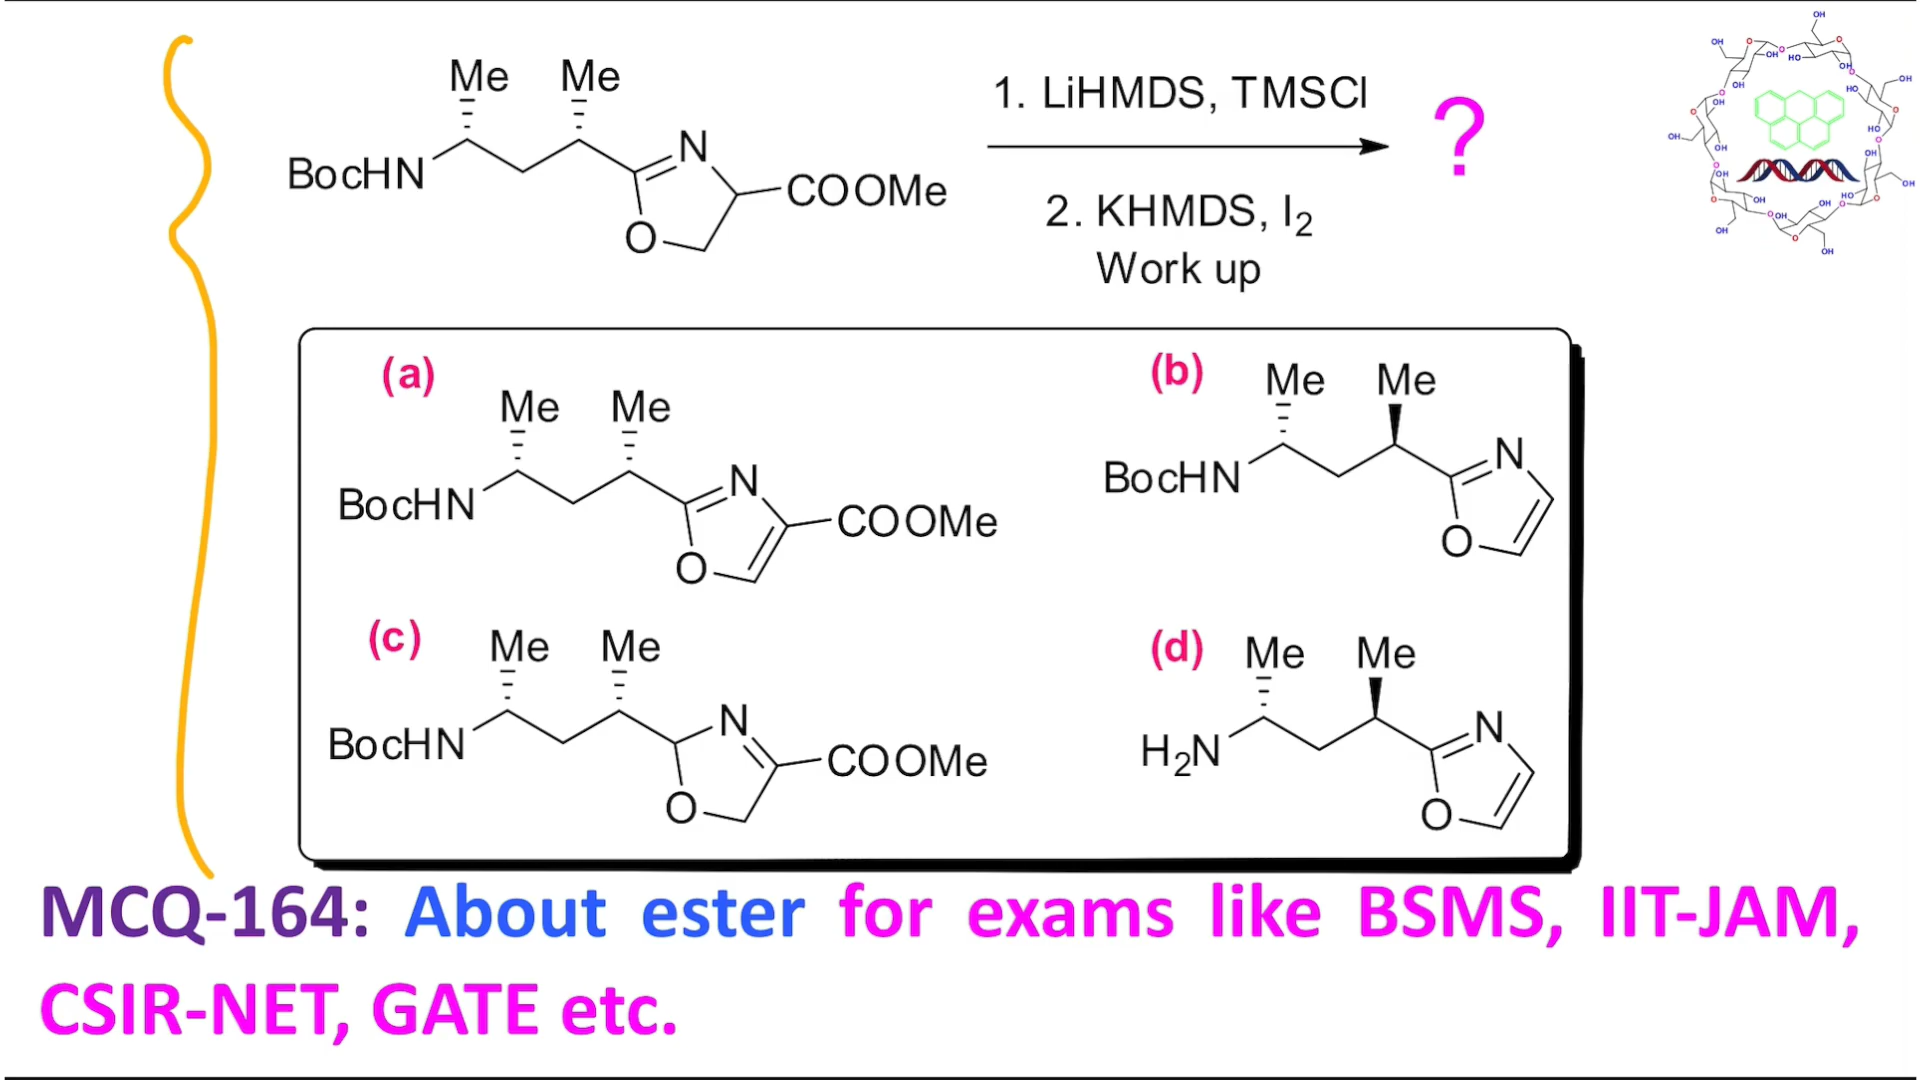 Me Me
BocHN N COOMe
O
1. LiHMDS, TMSCl
2. KHMDS, I2
Work up
?
(a)
Me Me
BocHN N COOMe
O
(b)
Me Me
BocHN N
O
(c)
Me Me
BocHN N COOMe
O
(d)
Me Me
H2N N
O
MCQ-164: About ester for exams like BSMS, IIT-JAM,
CSIR-NET, GATE etc.